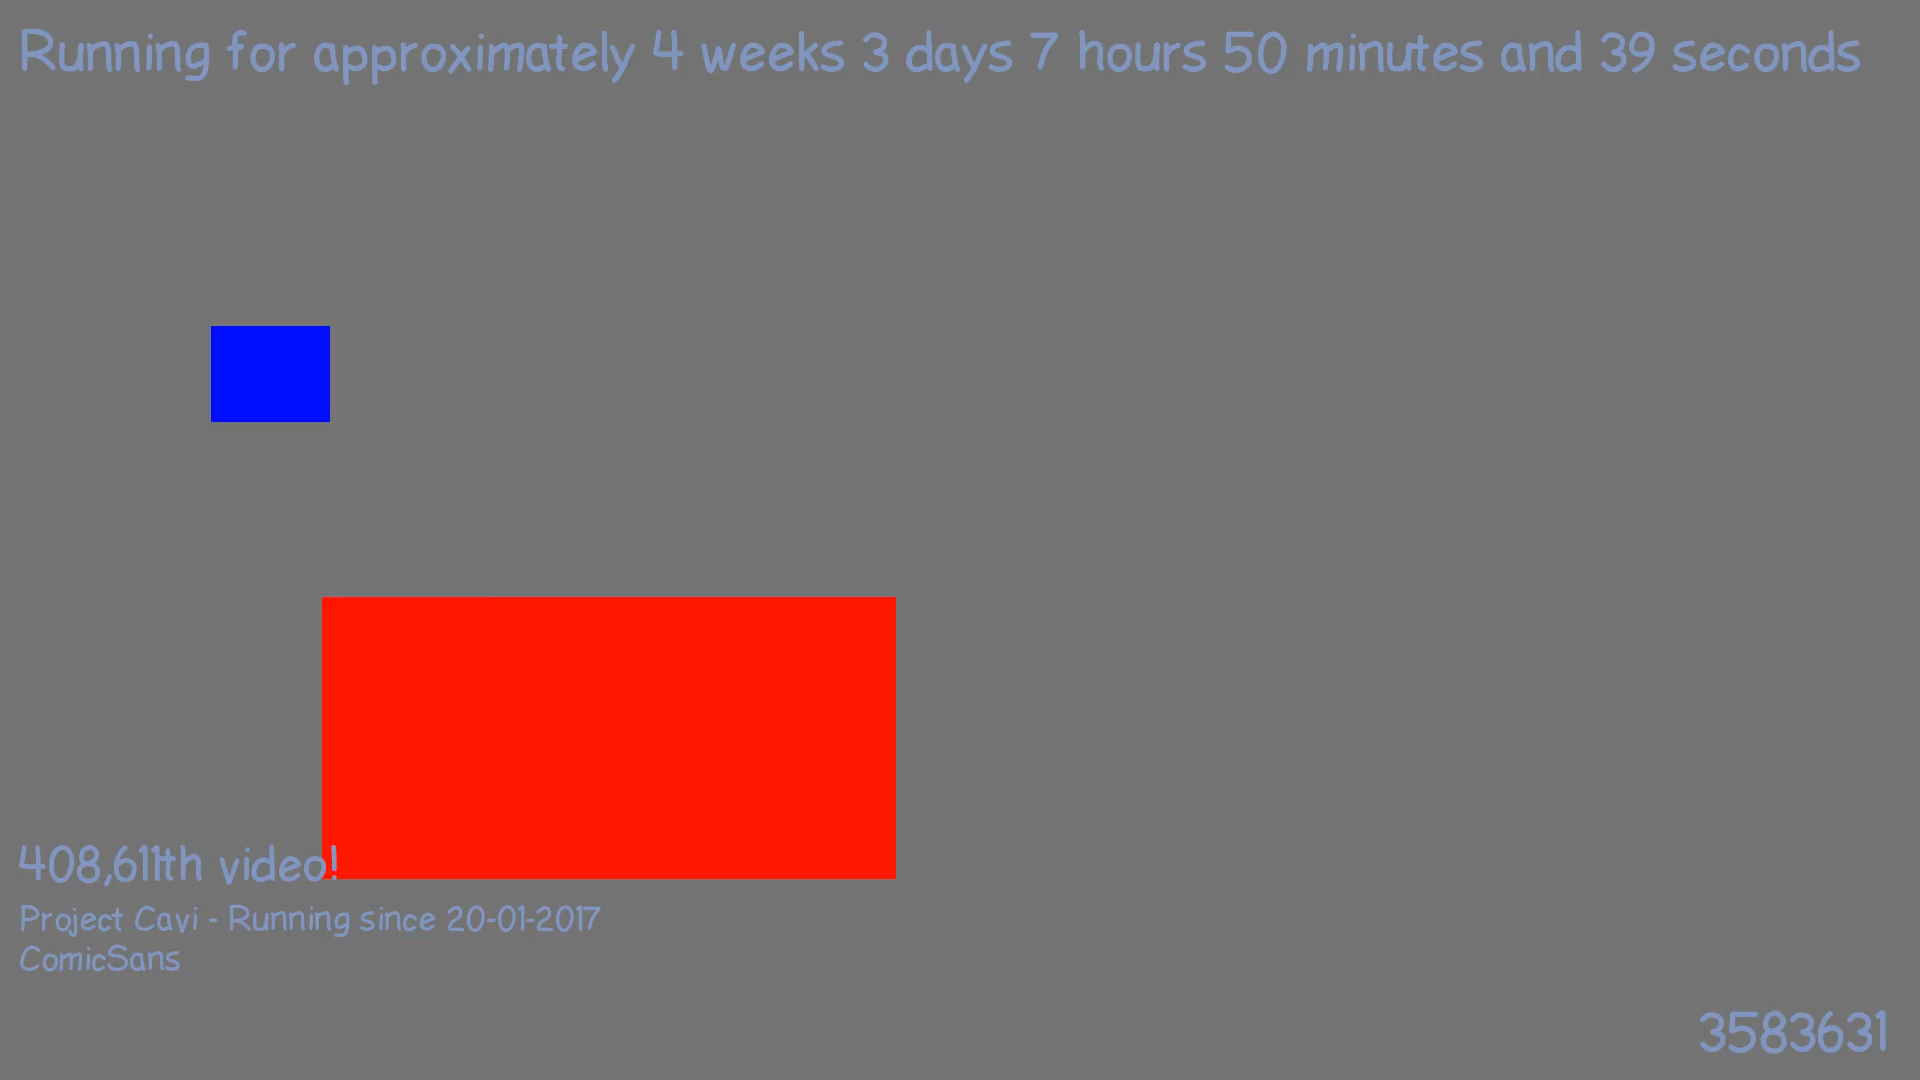 Running for approximately 4 weeks 3 days 7 hours 50 minutes and 39 seconds
408,611th video!
Project Cavi - Running since 20-01-2017
ComicSans
3583631